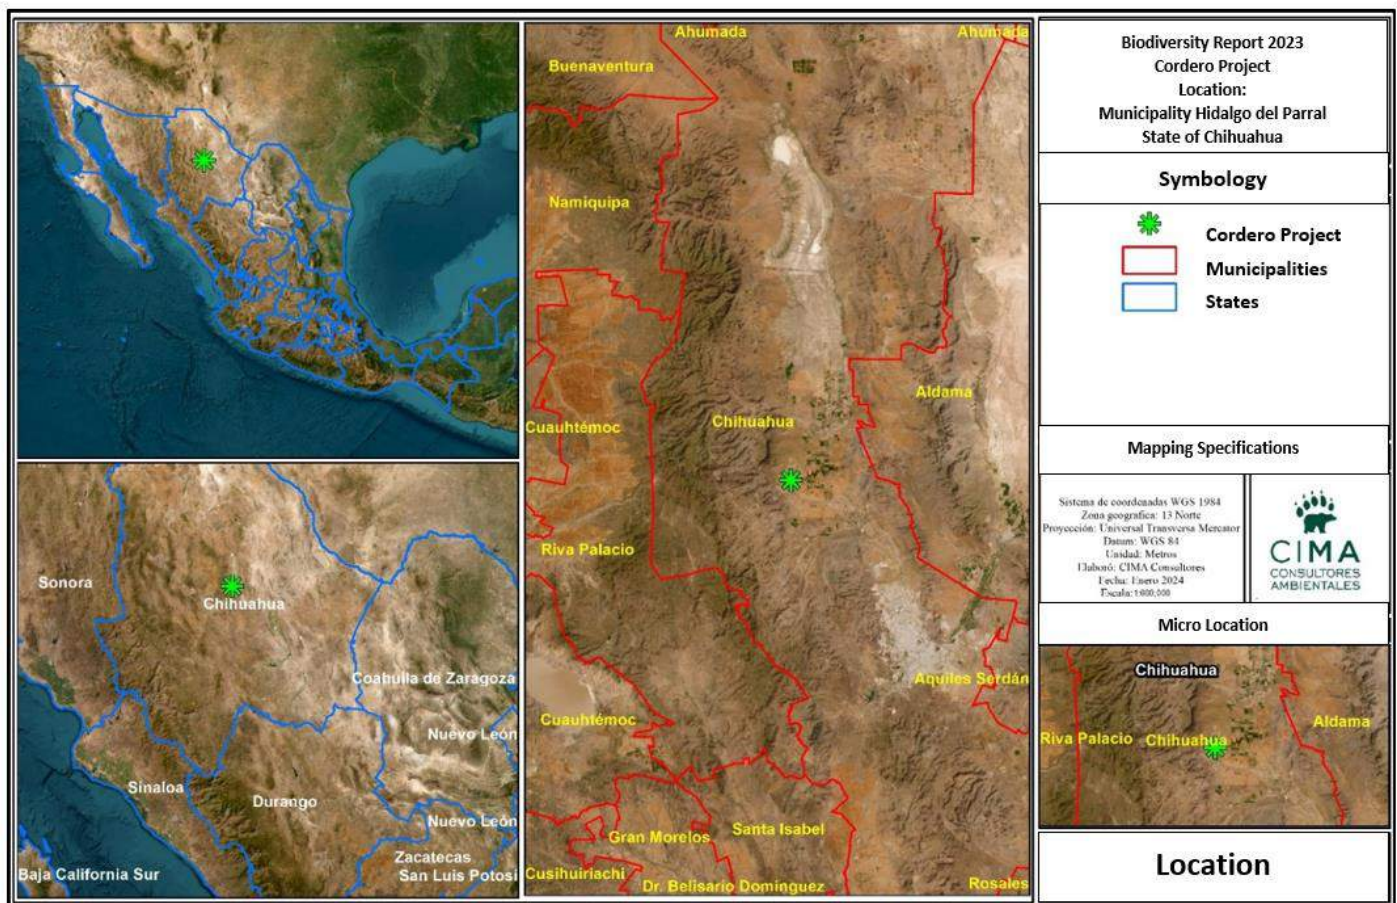 Sonora
Chihuahua
Coahuila de Zaragoza
Nuevo León
Sinaloa
Durango
Nuevo León
Zacatecas
San Luis Potosi
Baja California Sur
Ahumada
Ahumada
Buenaventura
Namiquipa
Aldama
Chihuahua
Cuauhtémoc
Riva Palacio
Aquiles Serdán
Cuauhtémoc
Gran Morelos
Santa Isabel
Cusihuiriachi
Dr. Belisario Domínguez
Rosales
Biodiversity Report 2023
Cordero Project
Location:
Municipality Hidalgo del Parral
State of Chihuahua
Symbology
Cordero Project
Municipalities
States
Mapping Specifications
Sistema de coordenadas WGS 1984
Zona geografica: 13 Norte
Proyección: Universal Transversa Mercator
Datum: WGS 84
Unidad: Metros
Elaboró: CIMA Consultores
Fecha: Enero 2024
Escala:
CIMA
CONSULTORES
AMBIENTALES
Micro Location
Chihuahua
Aldama
Riva Palacio
Chihuahua
Location